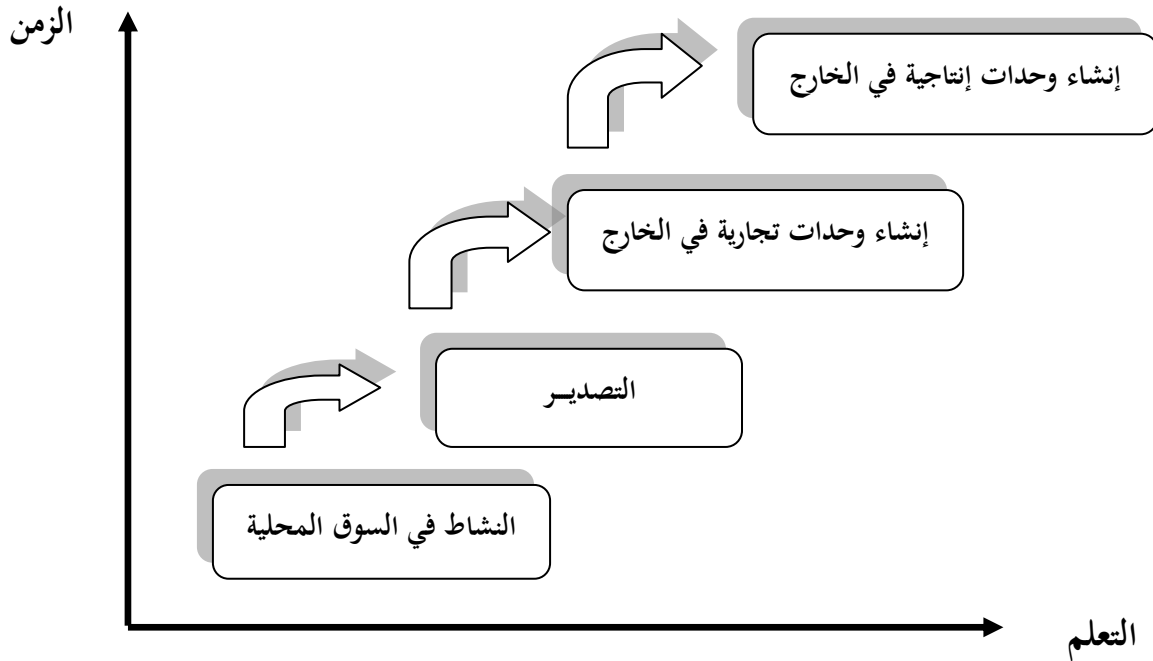 الزمن
إنشاء وحدات إنتاجية في الخارج
إنشاء وحدات تجارية في الخارج
التصديـر
النشاط في السوق المحلية
التعلم